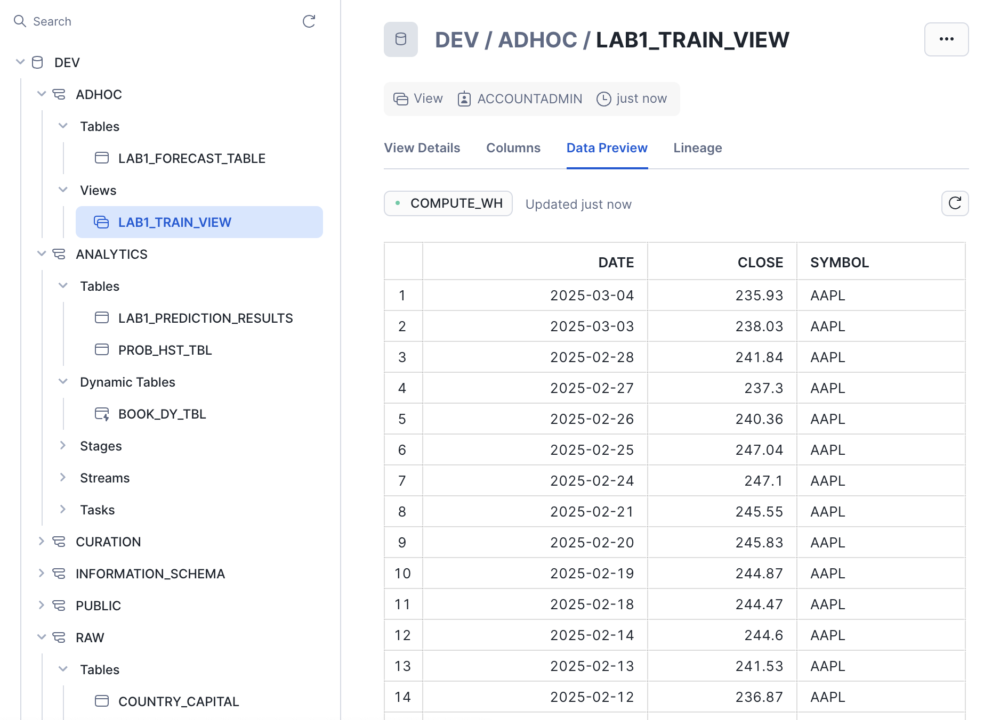 Search
DEV
ADHOC
Tables
LAB1_FORECAST_TABLE
Views
LAB1_TRAIN_VIEW
ANALYTICS
Tables
LAB1_PREDICTION_RESULTS
PROB_HST_TBL
Dynamic Tables
BOOK_DY_TBL
Stages
Streams
Tasks
CURATION
INFORMATION_SCHEMA
PUBLIC
RAW
Tables
COUNTRY_CAPITAL
DEV / ADHOC / LAB1_TRAIN_VIEW
View ACCOUNTADMIN just now
View Details Columns Data Preview Lineage
COMPUTE_WH Updated just now
DATE CLOSE SYMBOL
1 2025-03-04 235.93 AAPL
2 2025-03-03 238.03 AAPL
3 2025-02-28 241.84 AAPL
4 2025-02-27 237.3 AAPL
5 2025-02-26 240.36 AAPL
6 2025-02-25 247.04 AAPL
7 2025-02-24 247.1 AAPL
8 2025-02-21 245.55 AAPL
9 2025-02-20 245.83 AAPL
10 2025-02-19 244.87 AAPL
11 2025-02-18 244.47 AAPL
12 2025-02-14 244.6 AAPL
13 2025-02-13 241.53 AAPL
14 2025-02-12 236.87 AAPL